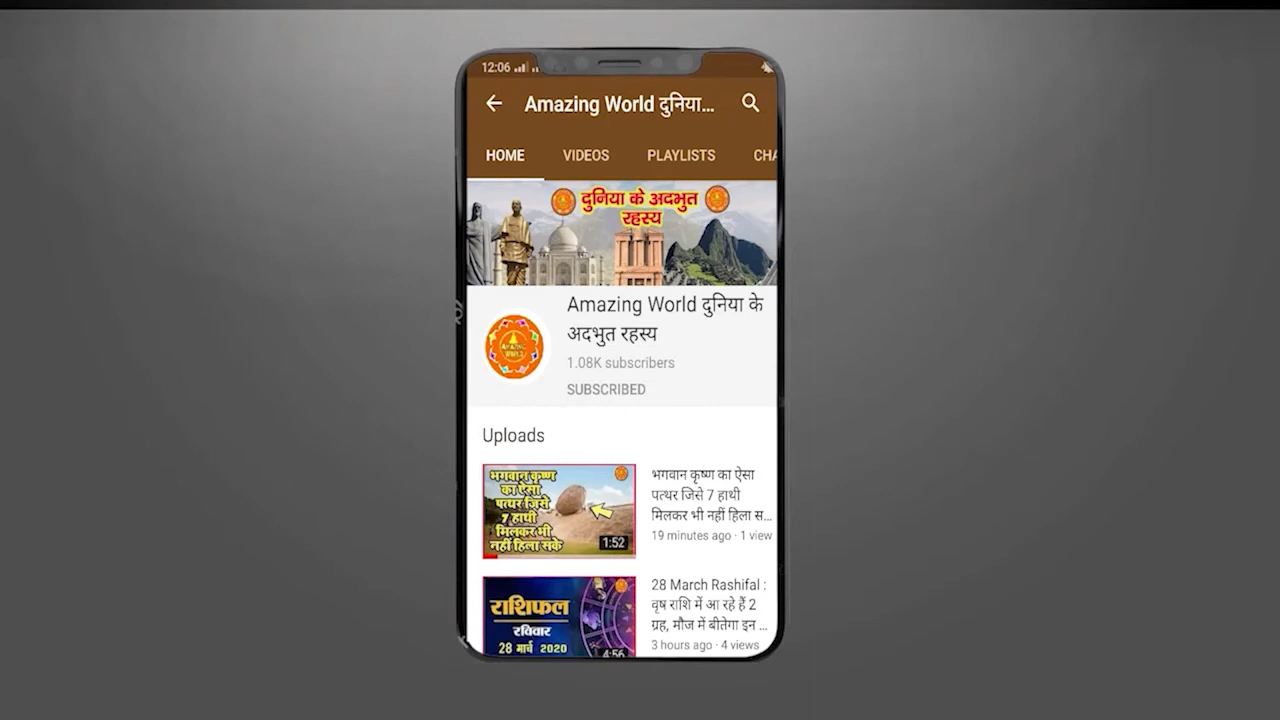 12:06
Amazing World दुनिया...
HOME VIDEOS PLAYLISTS CHA
दुनिया के अदभुत
रहस्य
Amazing World दुनिया के
अदभुत रहस्य
AMAZING
WORLD
1.08K subscribers
SUBSCRIBED
Uploads
भगवान कृष्ण
का ऐसा
पत्थर जिसे
7 हाथी
मिलकर भी
नहीं हिला सके
1:52
भगवान कृष्ण का ऐसा
पत्थर जिसे 7 हाथी
मिलकर भी नहीं हिला स...
19 minutes ago · 1 view
राशिफल
रविवार
28 मार्च 2020
4:56
28 March Rashifal :
वृष राशि में आ रहे हैं 2
ग्रह, मौज में बीतेगा इन ...
3 hours ago · 4 views